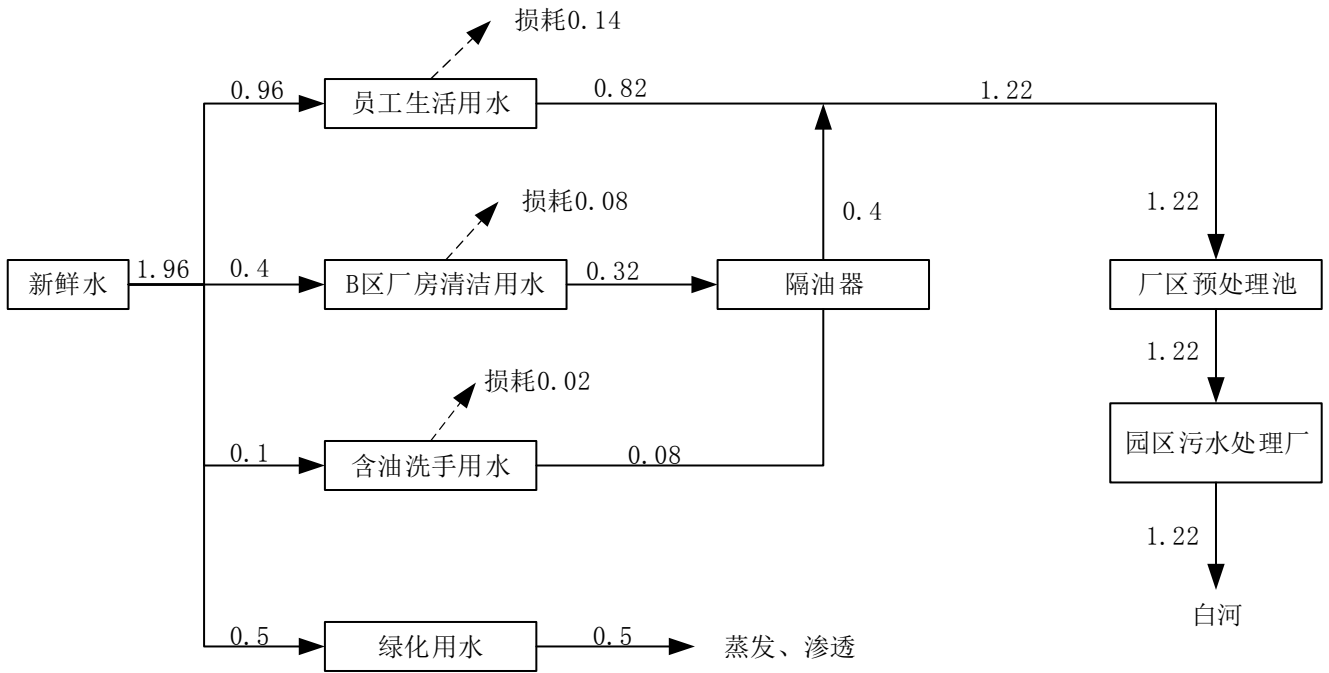 损耗0.14
0.96
员工生活用水
0.82
1.22
损耗0.08
0.4
1.22
新鲜水
1.96
0.4
B区厂房清洁用水
0.32
隔油器
厂区预处理池
1.22
损耗0.02
0.1
含油洗手用水
0.08
园区污水处理厂
1.22
白河
0.5
绿化用水
0.5
蒸发、渗透